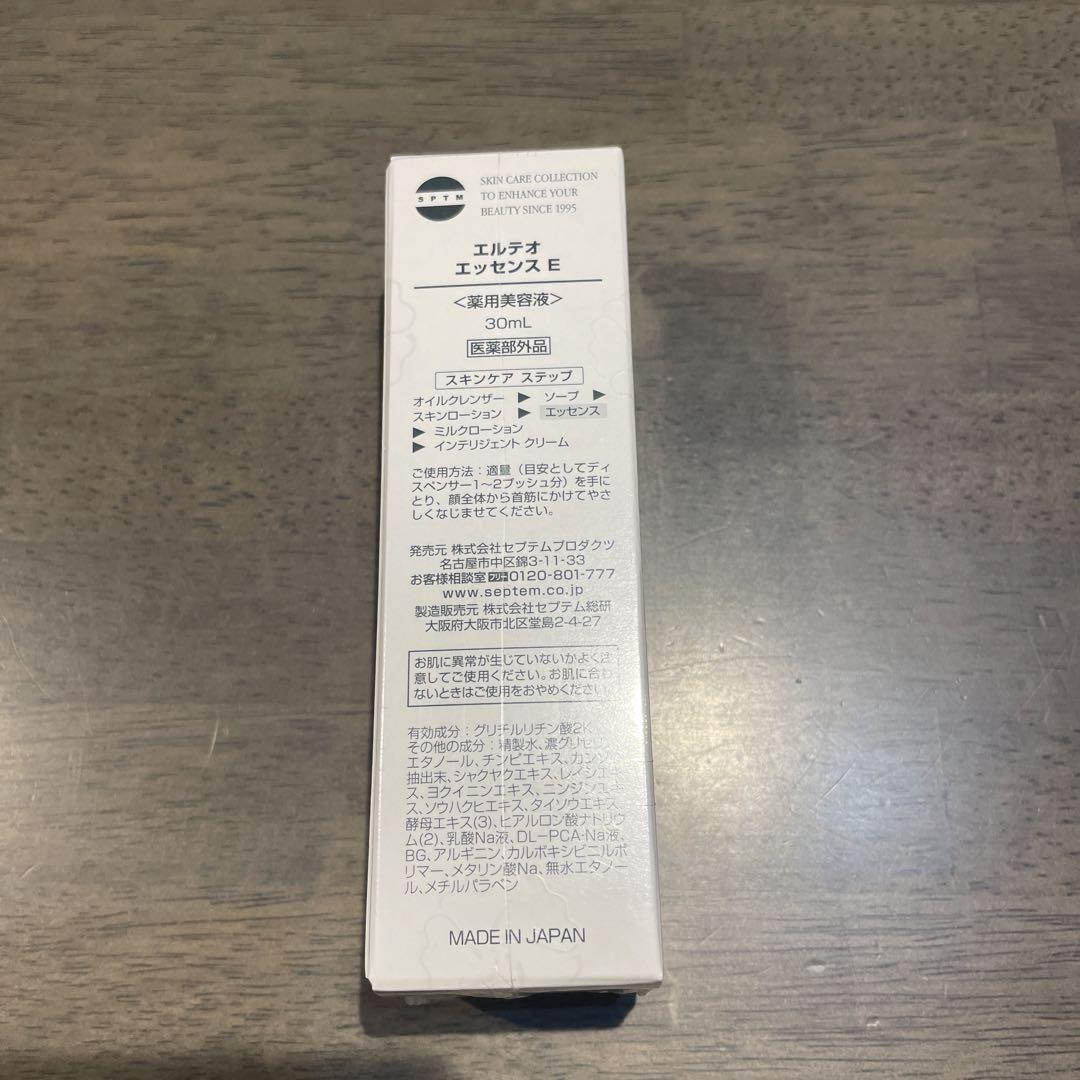 SPTM
SKIN CARE COLLECTION
TO ENHANCE YOUR
BEAUTY SINCE 1995
エルテオ
エッセンス E
<薬用美容液>
30mL
医薬部外品
スキンケア ステップ
オイルクレンザー ▶ ソープ ▶
スキンローション ▶ エッセンス
▶ ミルクローション
▶ インテリジェント クリーム
ご使用方法：適量（目安としてディ
スペンサー1〜2プッシュ分）を手に
とり、顔全体から首筋にかけてやさ
しくなじませてください。
発売元 株式会社セプテムプロダクツ
名古屋市中区錦3-11-33
お客様相談室 フリー 0120-801-777
www.septem.co.jp
製造販売元 株式会社セプテム総研
大阪府大阪市北区堂島2-4-27
お肌に異常が生じていないかよく注
意してご使用ください。お肌に合わ
ないときはご使用をおやめください。
有効成分：グリチルリチン酸2K
その他の成分：精製水、濃グリセリン、
エタノール、チンピエキス、カンゾウ
抽出末、シャクヤクエキス、レイシエキ
ス、ヨクイニンエキス、ニンジンエキ
ス、ソウハクヒエキス、タイソウエキス、
酵母エキス(3)、ヒアルロン酸ナトリウ
ム(2)、乳酸Na液、DL-PCA・Na液、
BG、アルギニン、カルボキシビニルポ
リマー、メタリン酸Na、無水エタノー
ル、メチルパラベン
MADE IN JAPAN